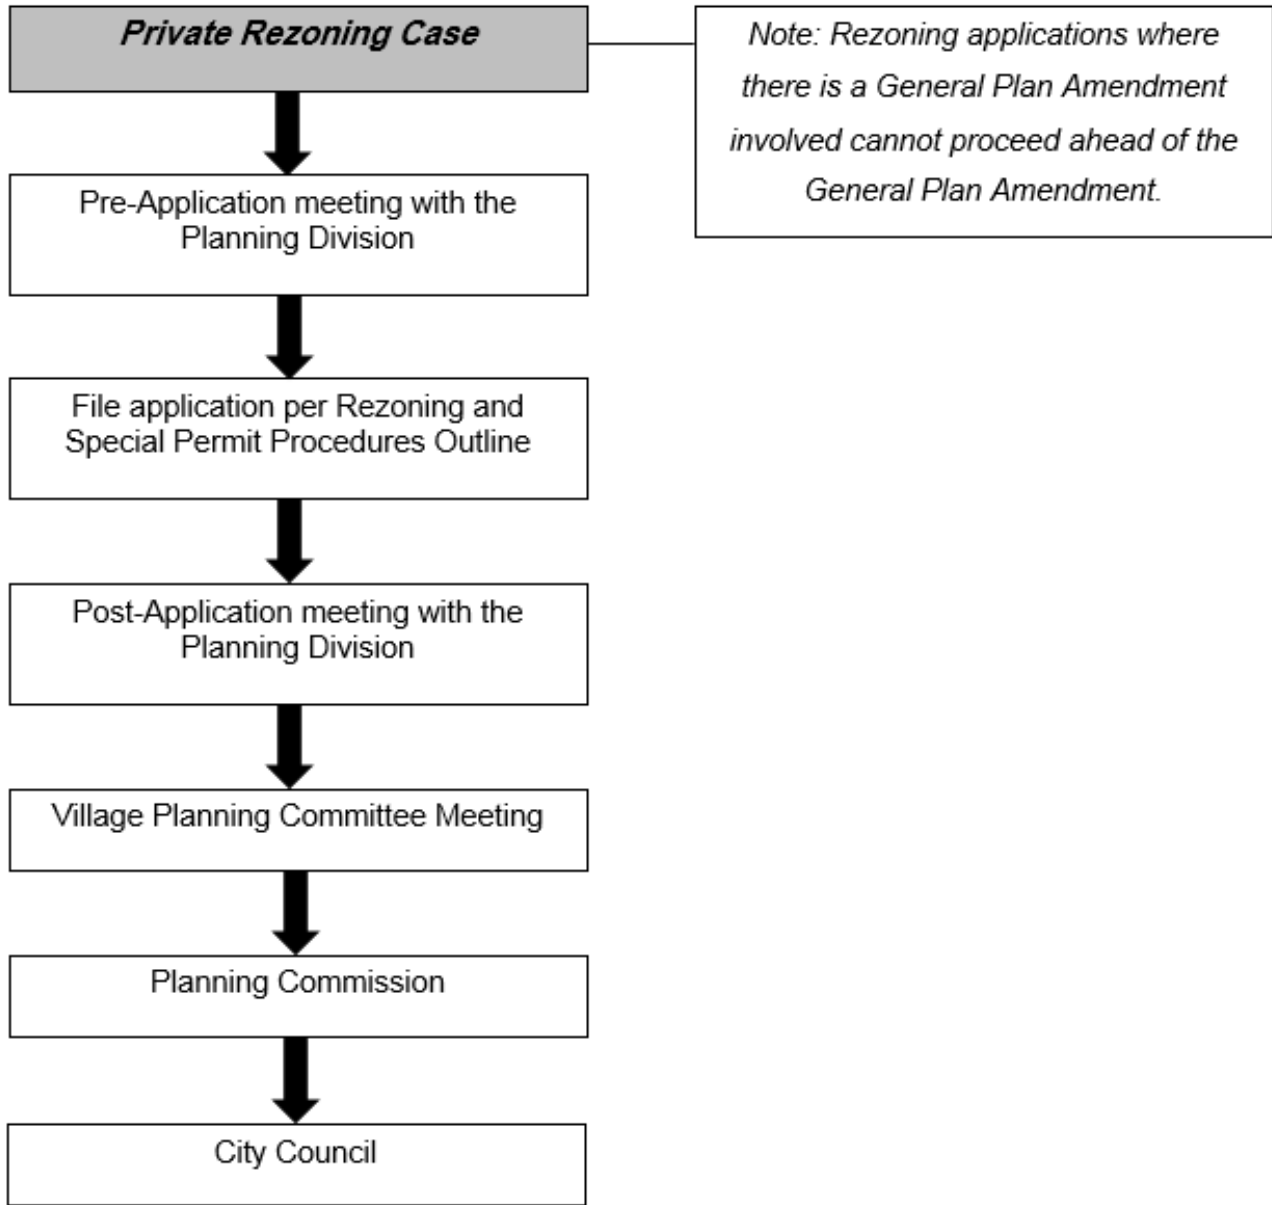 Private Rezoning Case
Note: Rezoning applications where
there is a General Plan Amendment
involved cannot proceed ahead of the
General Plan Amendment.
Pre-Application meeting with the
Planning Division
File application per Rezoning and
Special Permit Procedures Outline
Post-Application meeting with the
Planning Division
Village Planning Committee Meeting
Planning Commission
City Council